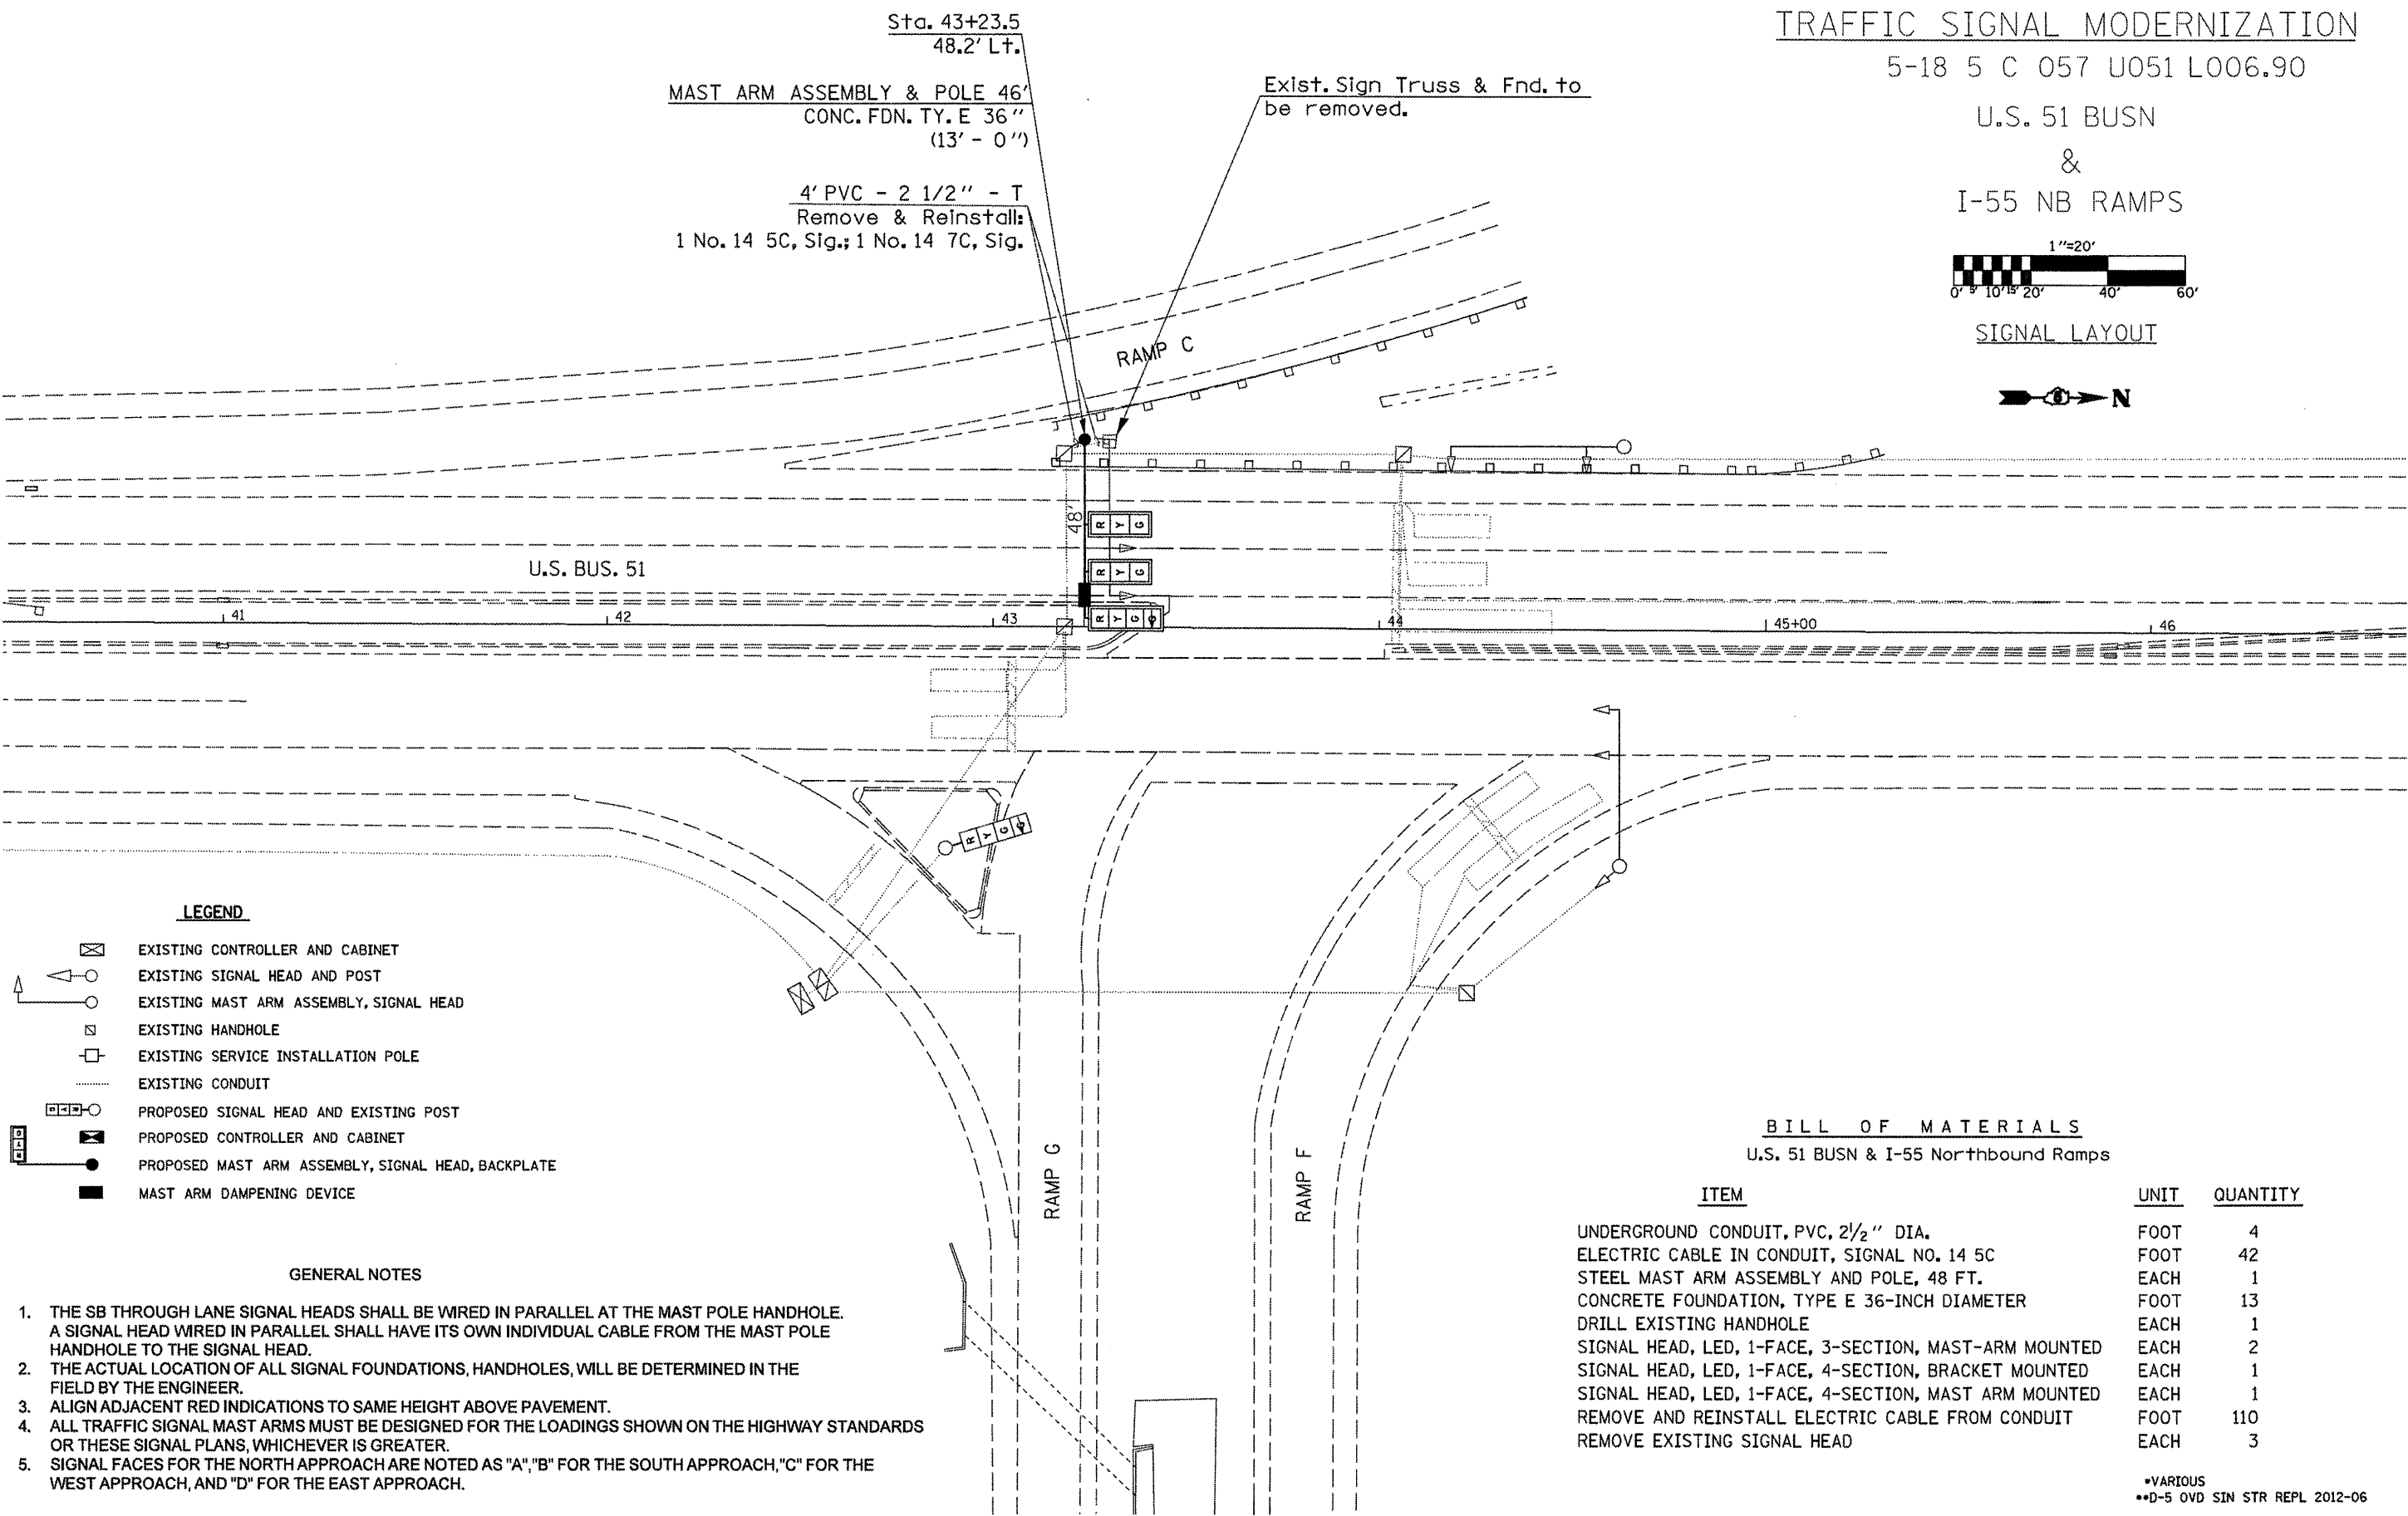 TRAFFIC SIGNAL MODERNIZATION
5-18 5 C 057 U051 L006.90
U.S. 51 BUSN
&
I-55 NB RAMPS
1"=20'
0' 5' 10' 15' 20' 40' 60'
SIGNAL LAYOUT
N
Sta. 43+23.5
48.2' Lt.
MAST ARM ASSEMBLY & POLE 46'
CONC. FDN. TY. E 36"
(13' - 0")
4' PVC - 2 1/2" - T
Remove & Reinstall:
1 No. 14 5C, Sig.; 1 No. 14 7C, Sig.
Exist. Sign Truss & Fnd. to
be removed.
RAMP C
48'
R Y G
R Y G
R Y G
U.S. BUS. 51
41
42
43
44
45+00
46
R Y G
RAMP G
RAMP F
LEGEND
EXISTING CONTROLLER AND CABINET
EXISTING SIGNAL HEAD AND POST
EXISTING MAST ARM ASSEMBLY, SIGNAL HEAD
EXISTING HANDHOLE
EXISTING SERVICE INSTALLATION POLE
EXISTING CONDUIT
PROPOSED SIGNAL HEAD AND EXISTING POST
PROPOSED CONTROLLER AND CABINET
PROPOSED MAST ARM ASSEMBLY, SIGNAL HEAD, BACKPLATE
MAST ARM DAMPENING DEVICE
GENERAL NOTES
1. THE SB THROUGH LANE SIGNAL HEADS SHALL BE WIRED IN PARALLEL AT THE MAST POLE HANDHOLE.
A SIGNAL HEAD WIRED IN PARALLEL SHALL HAVE ITS OWN INDIVIDUAL CABLE FROM THE MAST POLE
HANDHOLE TO THE SIGNAL HEAD.
2. THE ACTUAL LOCATION OF ALL SIGNAL FOUNDATIONS, HANDHOLES, WILL BE DETERMINED IN THE
FIELD BY THE ENGINEER.
3. ALIGN ADJACENT RED INDICATIONS TO SAME HEIGHT ABOVE PAVEMENT.
4. ALL TRAFFIC SIGNAL MAST ARMS MUST BE DESIGNED FOR THE LOADINGS SHOWN ON THE HIGHWAY STANDARDS
OR THESE SIGNAL PLANS, WHICHEVER IS GREATER.
5. SIGNAL FACES FOR THE NORTH APPROACH ARE NOTED AS "A", "B" FOR THE SOUTH APPROACH, "C" FOR THE
WEST APPROACH, AND "D" FOR THE EAST APPROACH.
BILL OF MATERIALS
U.S. 51 BUSN & I-55 Northbound Ramps
ITEM UNIT QUANTITY
UNDERGROUND CONDUIT, PVC, 2 1/2" DIA. FOOT 4
ELECTRIC CABLE IN CONDUIT, SIGNAL NO. 14 5C FOOT 42
STEEL MAST ARM ASSEMBLY AND POLE, 48 FT. EACH 1
CONCRETE FOUNDATION, TYPE E 36-INCH DIAMETER FOOT 13
DRILL EXISTING HANDHOLE EACH 1
SIGNAL HEAD, LED, 1-FACE, 3-SECTION, MAST-ARM MOUNTED EACH 2
SIGNAL HEAD, LED, 1-FACE, 4-SECTION, BRACKET MOUNTED EACH 1
SIGNAL HEAD, LED, 1-FACE, 4-SECTION, MAST ARM MOUNTED EACH 1
REMOVE AND REINSTALL ELECTRIC CABLE FROM CONDUIT FOOT 110
REMOVE EXISTING SIGNAL HEAD EACH 3
*VARIOUS
**D-5 OVD SIN STR REPL 2012-06